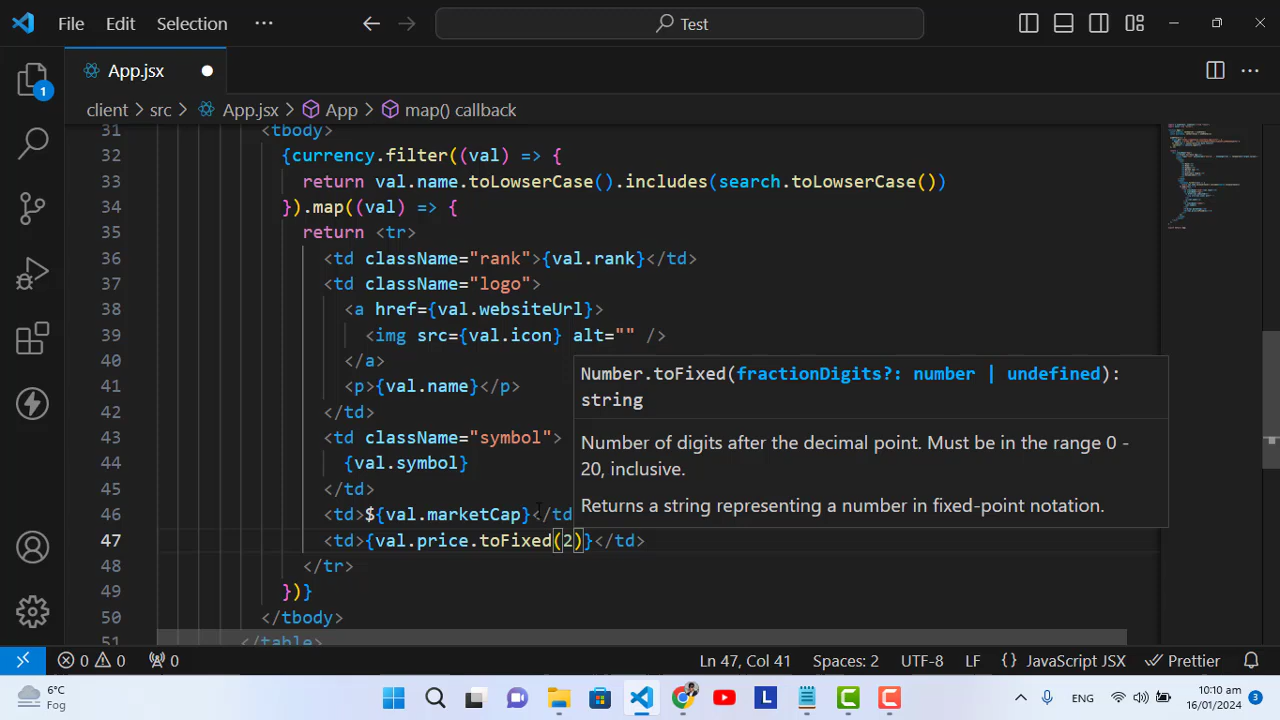 File Edit Selection ··· Test
App.jsx
client > src > App.jsx > App > map() callback
31 <tbody>
32 {currency.filter((val) => {
33 return val.name.toLowserCase().includes(search.toLowserCase())
34 }).map((val) => {
35 return <tr>
36 <td className="rank">{val.rank}</td>
37 <td className="logo">
38 <a href={val.websiteUrl}>
39 <img src={val.icon} alt="" />
40 </a>
41 <p>{val.name}</p>
42 </td>
43 <td className="symbol">
44 {val.symbol}
45 </td>
46 <td>${val.marketCap}</td
47 <td>{val.price.toFixed(2)}</td>
48 </tr>
49 })}
50 </tbody>
51 </table>
Number.toFixed(fractionDigits?: number | undefined):
string
Number of digits after the decimal point. Must be in the range 0 -
20, inclusive.
Returns a string representing a number in fixed-point notation.
1
0 0 0 Ln 47, Col 41 Spaces: 2 UTF-8 LF {} JavaScript JSX Prettier
6°C
Fog
L
ENG
10:10 am
16/01/2024
3